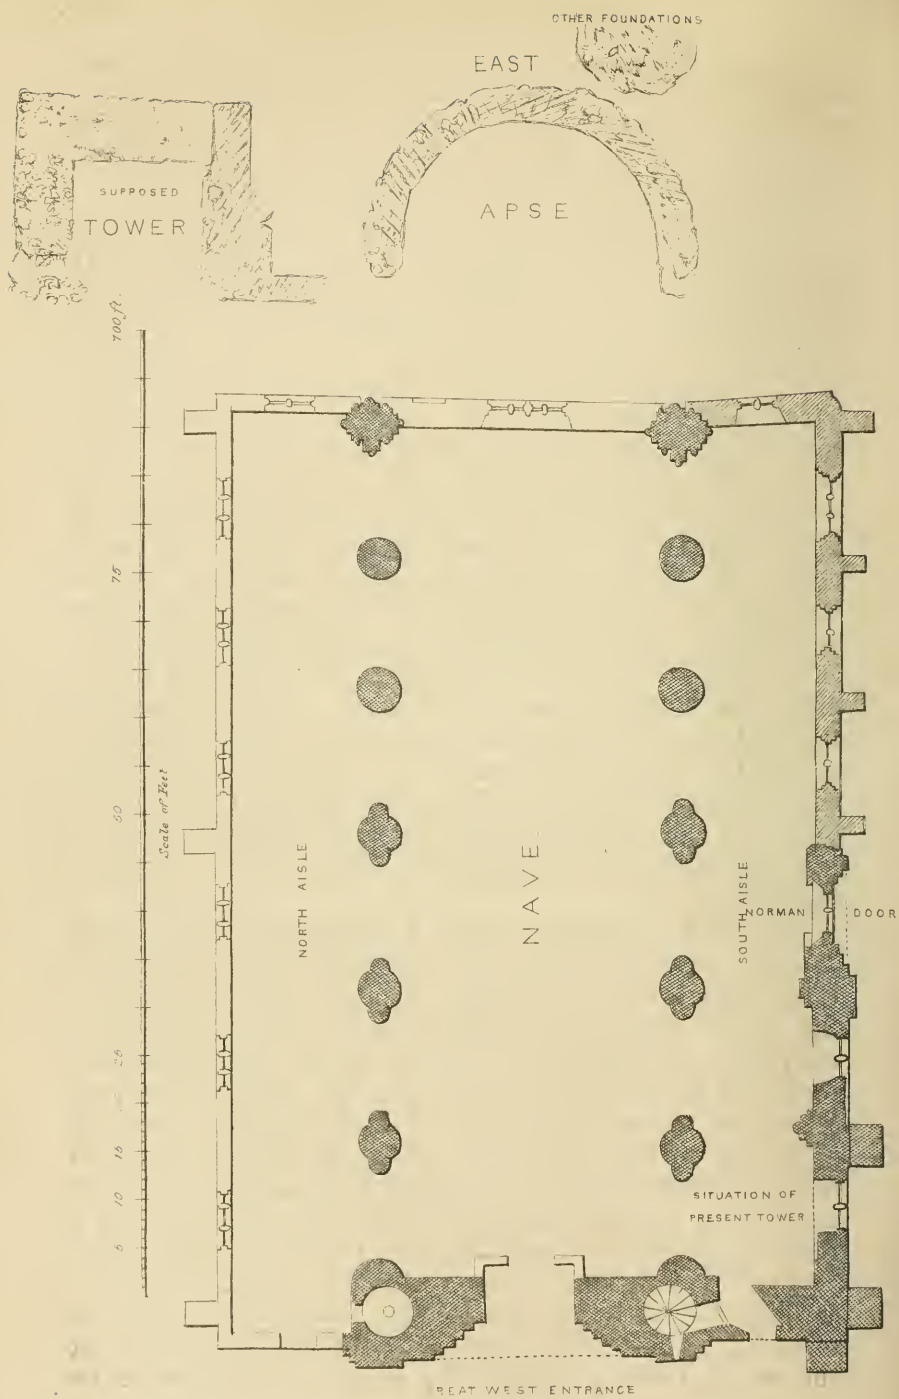 OTHER FOUNDATIONS
EAST
SUPPOSED
TOWER
APSE
100 ft.
75
50
Scale of Feet
25
15
10
5
NORTH AISLE
NAVE
SOUTH AISLE
NORMAN DOOR
SITUATION OF
PRESENT TOWER
REAT WEST ENTRANCE